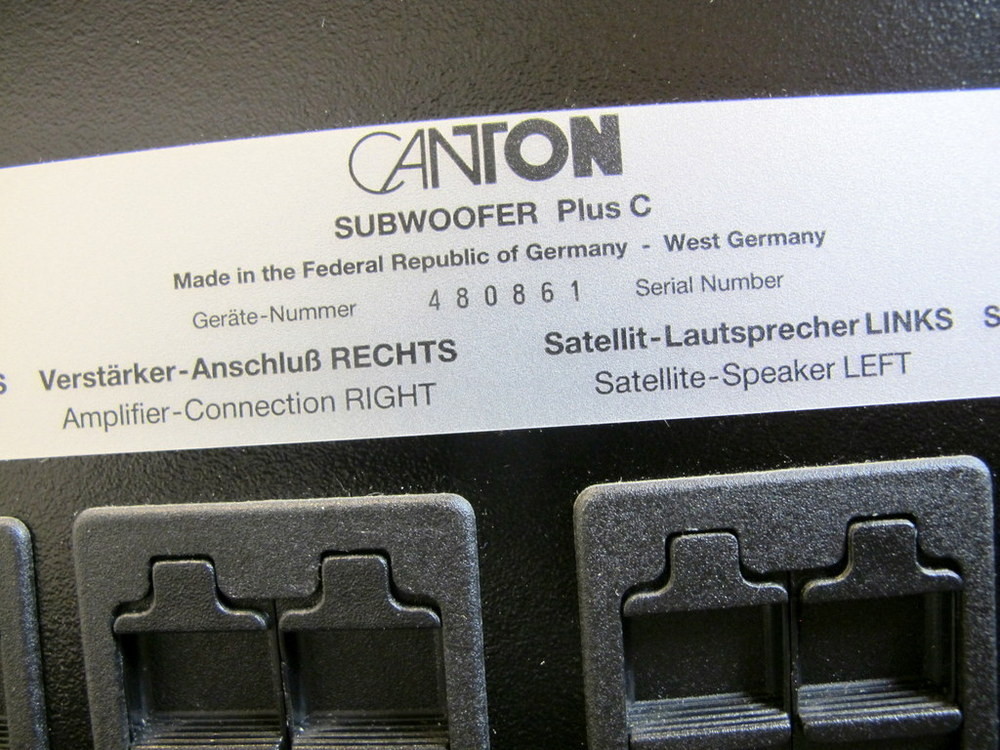 CANTON
SUBWOOFER Plus C
Made in the Federal Republic of Germany - West Germany
Geräte-Nummer 480861 Serial Number
S Verstärker-Anschluß RECHTS Satellit-Lautsprecher LINKS S
Amplifier-Connection RIGHT Satellite-Speaker LEFT